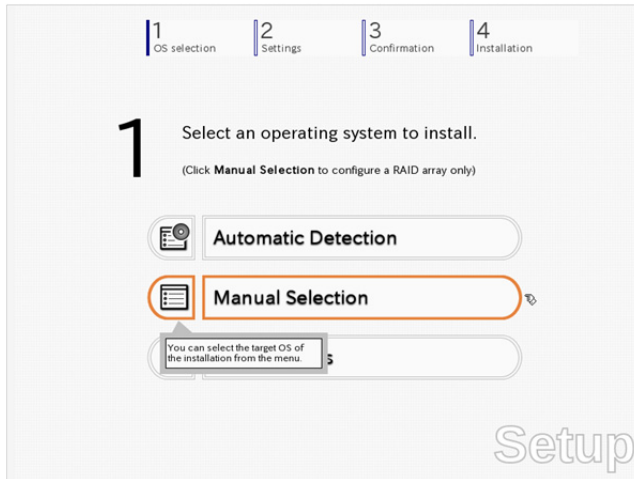 1
OS selection
2
Settings
3
Confirmation
4
Installation
1
Select an operating system to install.
(Click Manual Selection to configure a RAID array only)
Automatic Detection
Manual Selection
You can select the target OS of
the installation from the menu.
Setup